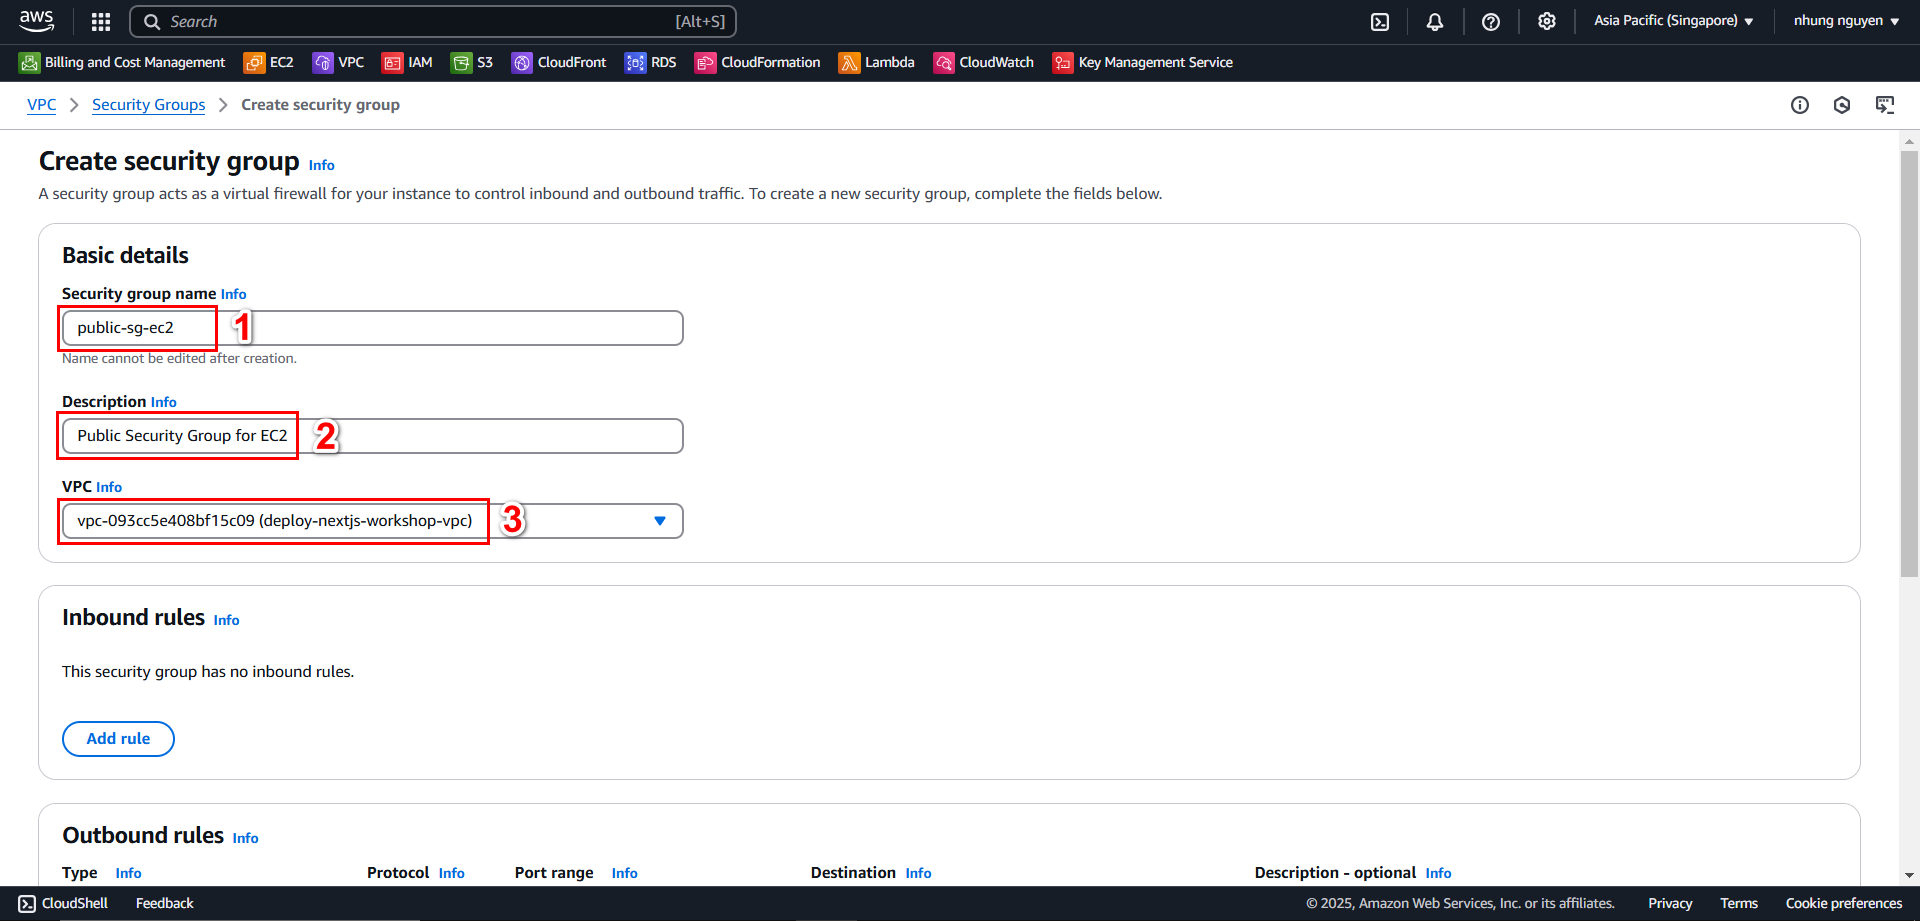 aws
Search [Alt+S]
Asia Pacific (Singapore)
nhung nguyen
Billing and Cost Management EC2 VPC IAM S3 CloudFront RDS CloudFormation Lambda CloudWatch Key Management Service
VPC Security Groups Create security group
Create security group Info
A security group acts as a virtual firewall for your instance to control inbound and outbound traffic. To create a new security group, complete the fields below.
Basic details
Security group name Info
public-sg-ec2 1
Name cannot be edited after creation.
Description Info
Public Security Group for EC2 2
VPC Info
vpc-093cc5e408bf15c09 (deploy-nextjs-workshop-vpc) 3
Inbound rules Info
This security group has no inbound rules.
Add rule
Outbound rules Info
Type Info Protocol Info Port range Info Destination Info Description - optional Info
CloudShell Feedback © 2025, Amazon Web Services, Inc. or its affiliates. Privacy Terms Cookie preferences